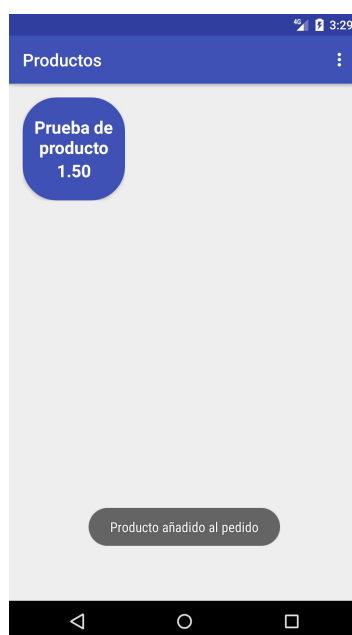 4G 3:29
Productos
Prueba de
producto
1.50
Producto añadido al pedido